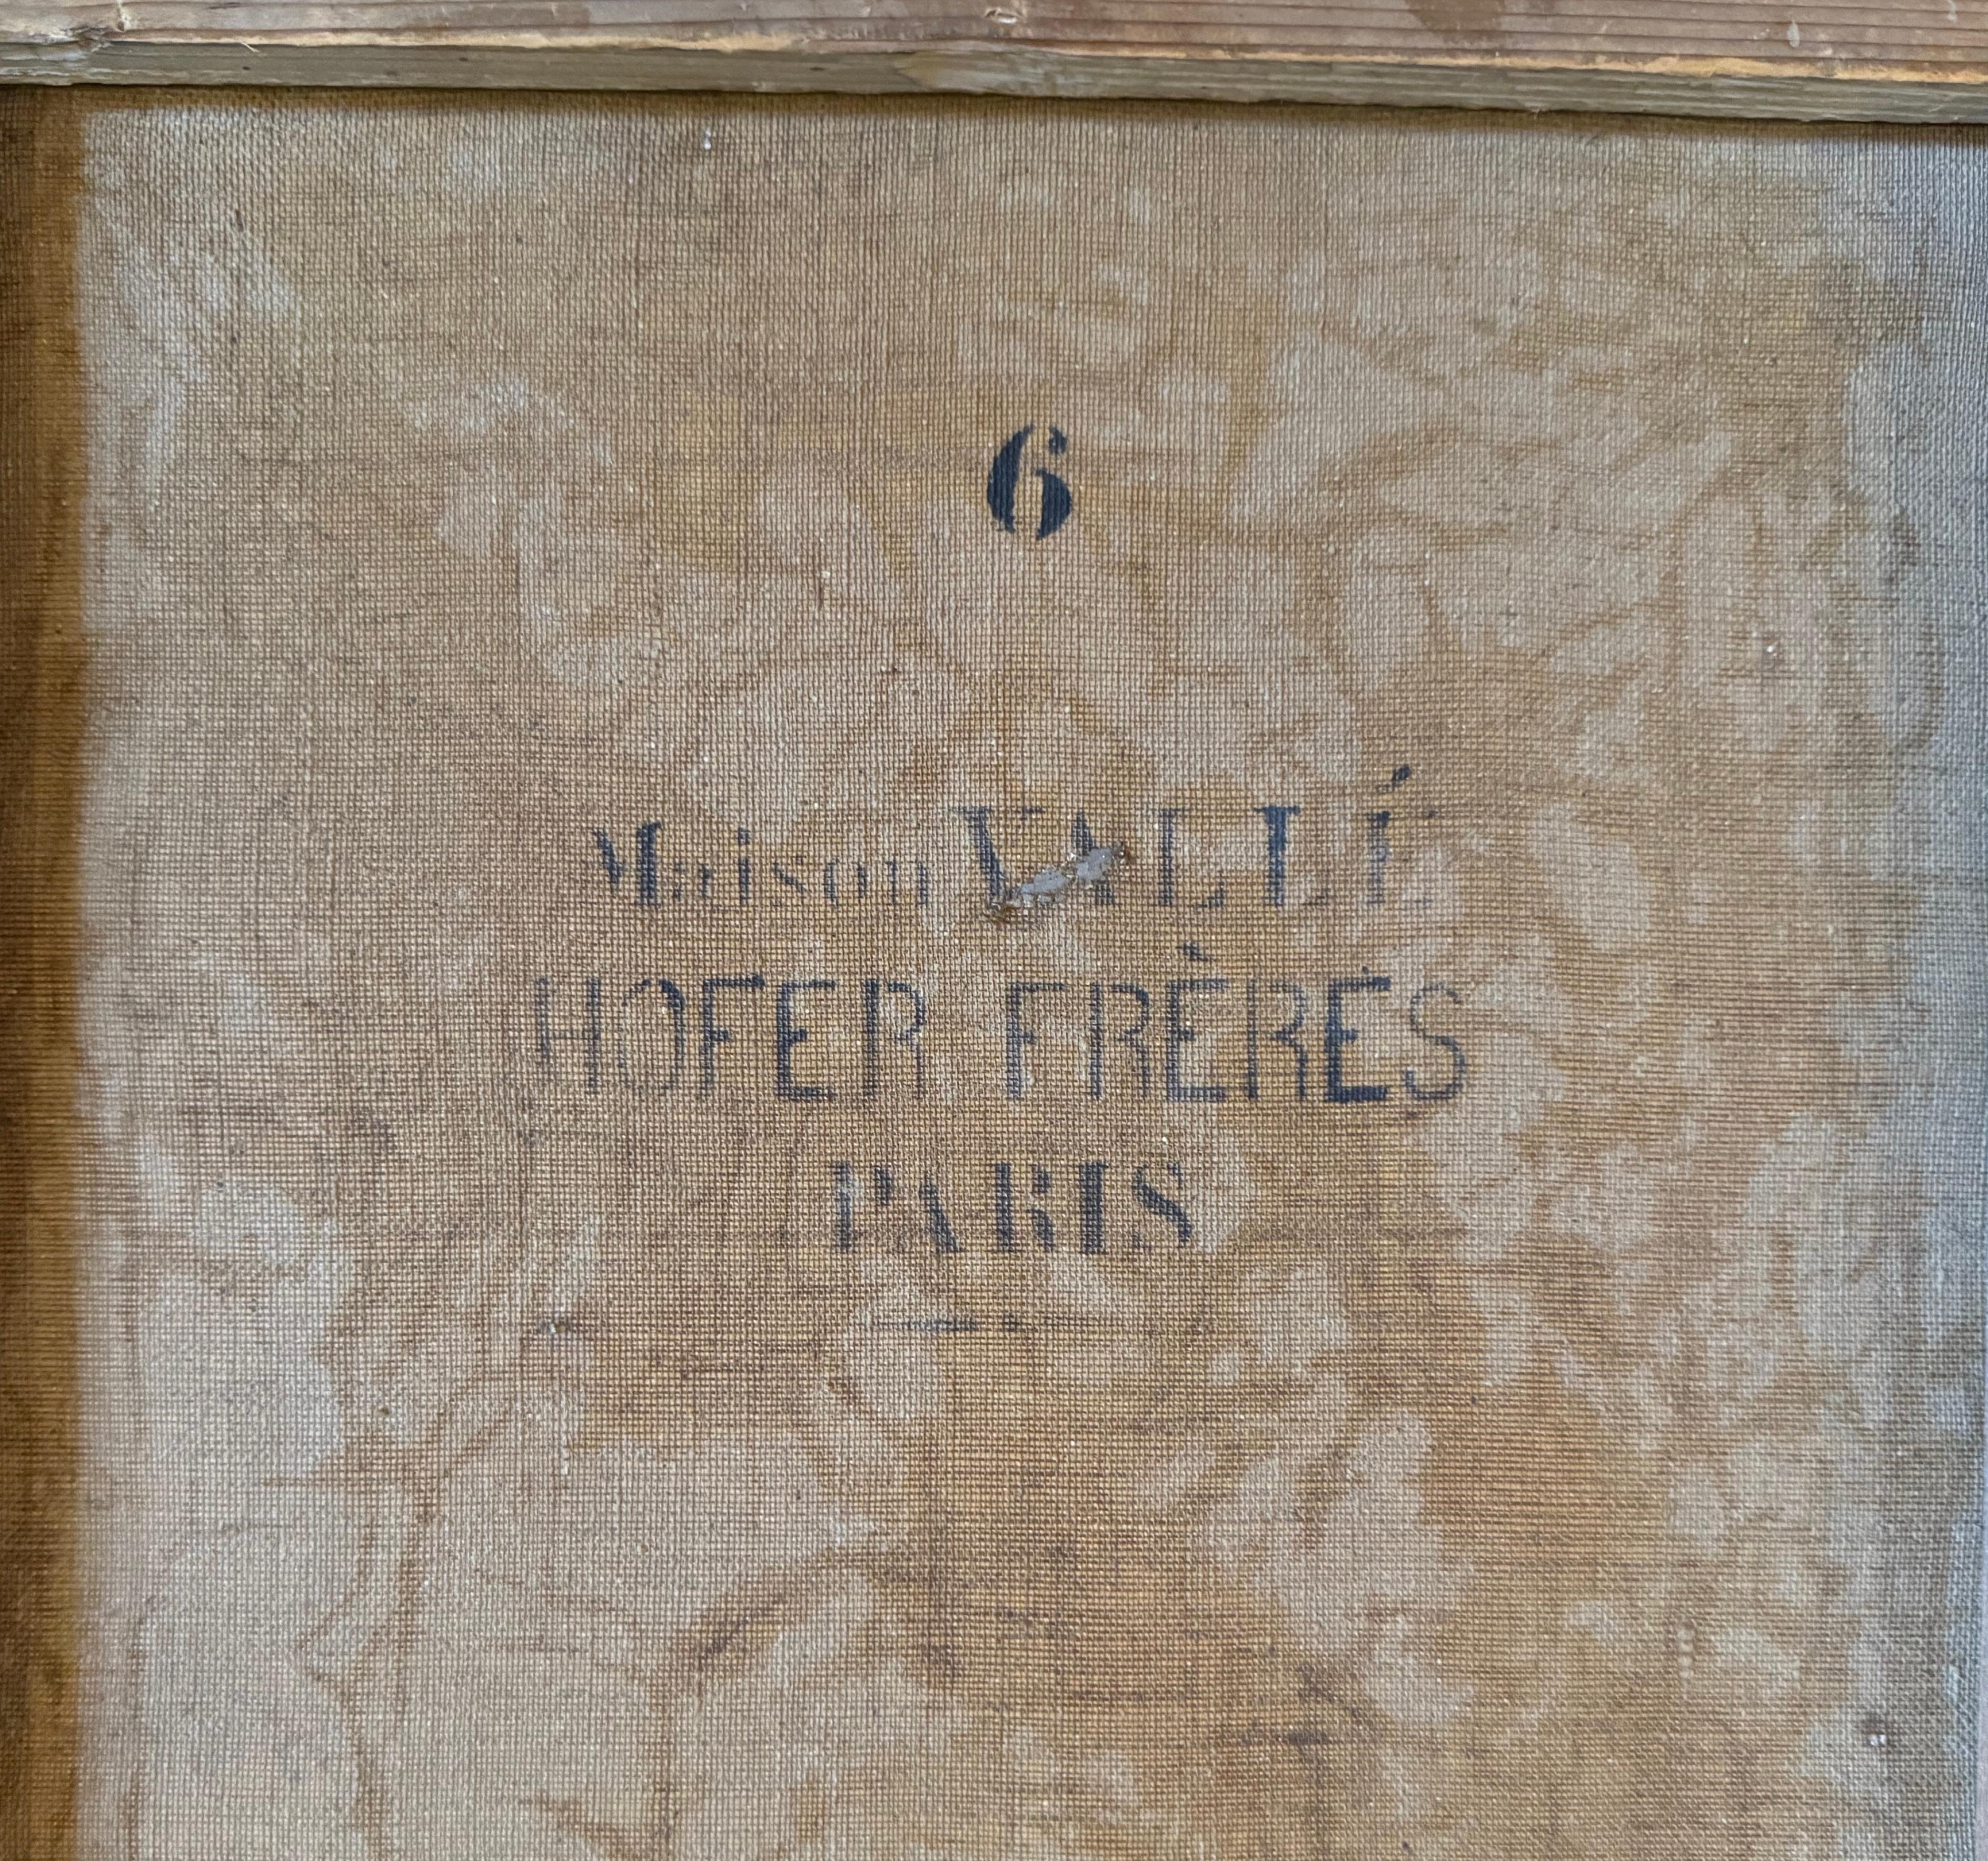 6
Maison VALLÉ
HOFER FRÈRES
PARIS